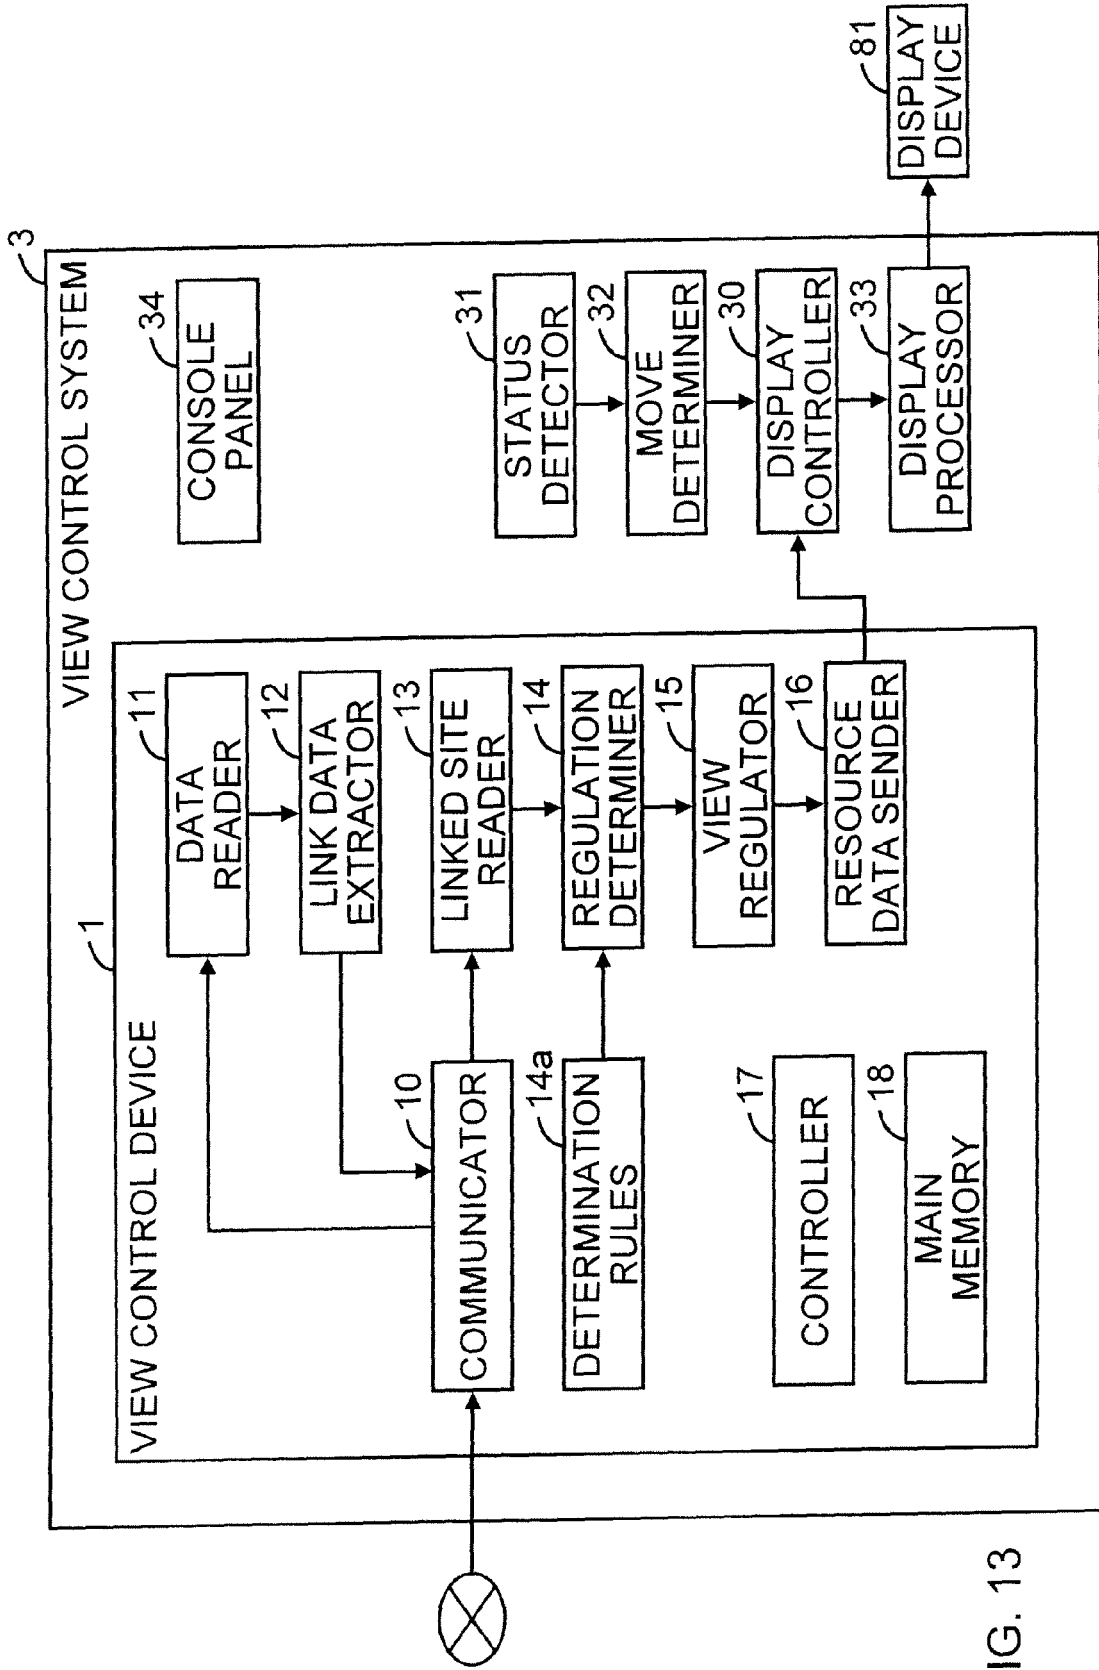 VIEW CONTROL SYSTEM
3
VIEW CONTROL DEVICE
1
DATA
READER
11
LINK DATA
EXTRACTOR
12
COMMUNICATOR
10
LINKED SITE
READER
13
DETERMINATION
RULES
14a
REGULATION
DETERMINER
14
VIEW
REGULATOR
15
RESOURCE
DATA SENDER
16
CONTROLLER
17
MAIN
MEMORY
18
CONSOLE
PANEL
34
STATUS
DETECTOR
31
MOVE
DETERMINER
32
DISPLAY
CONTROLLER
30
DISPLAY
PROCESSOR
33
DISPLAY
DEVICE
81
IG. 13